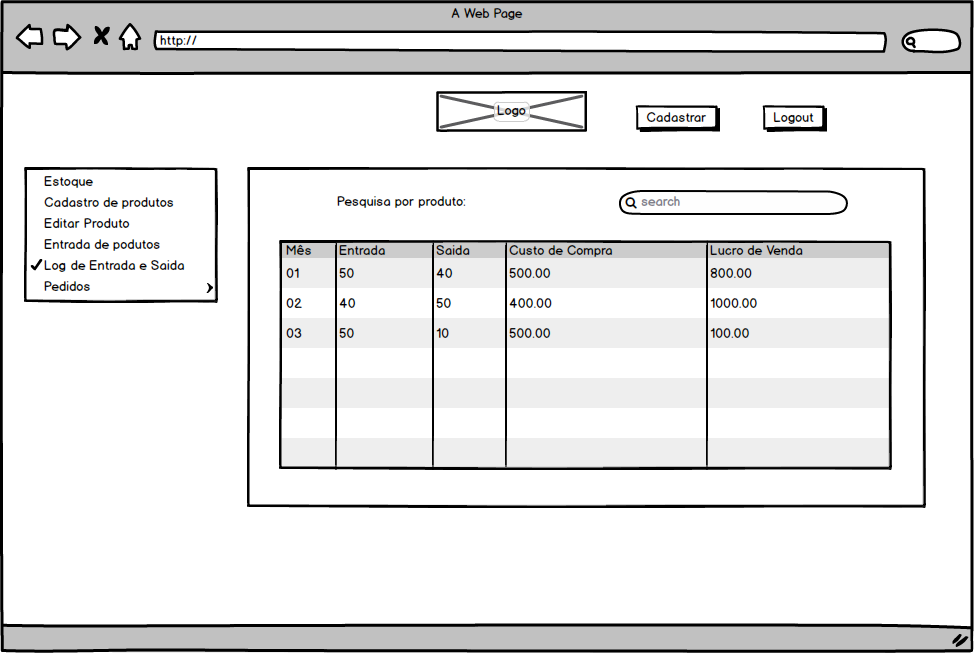 A Web Page
http://
Logo
Cadastrar
Logout
Estoque
Cadastro de produtos
Editar Produto
Entrada de podutos
Log de Entrada e Saida
Pedidos
Pesquisa por produto:
search
Mês Entrada Saida Custo de Compra Lucro de Venda
01 50 40 500.00 800.00
02 40 50 400.00 1000.00
03 50 10 500.00 100.00